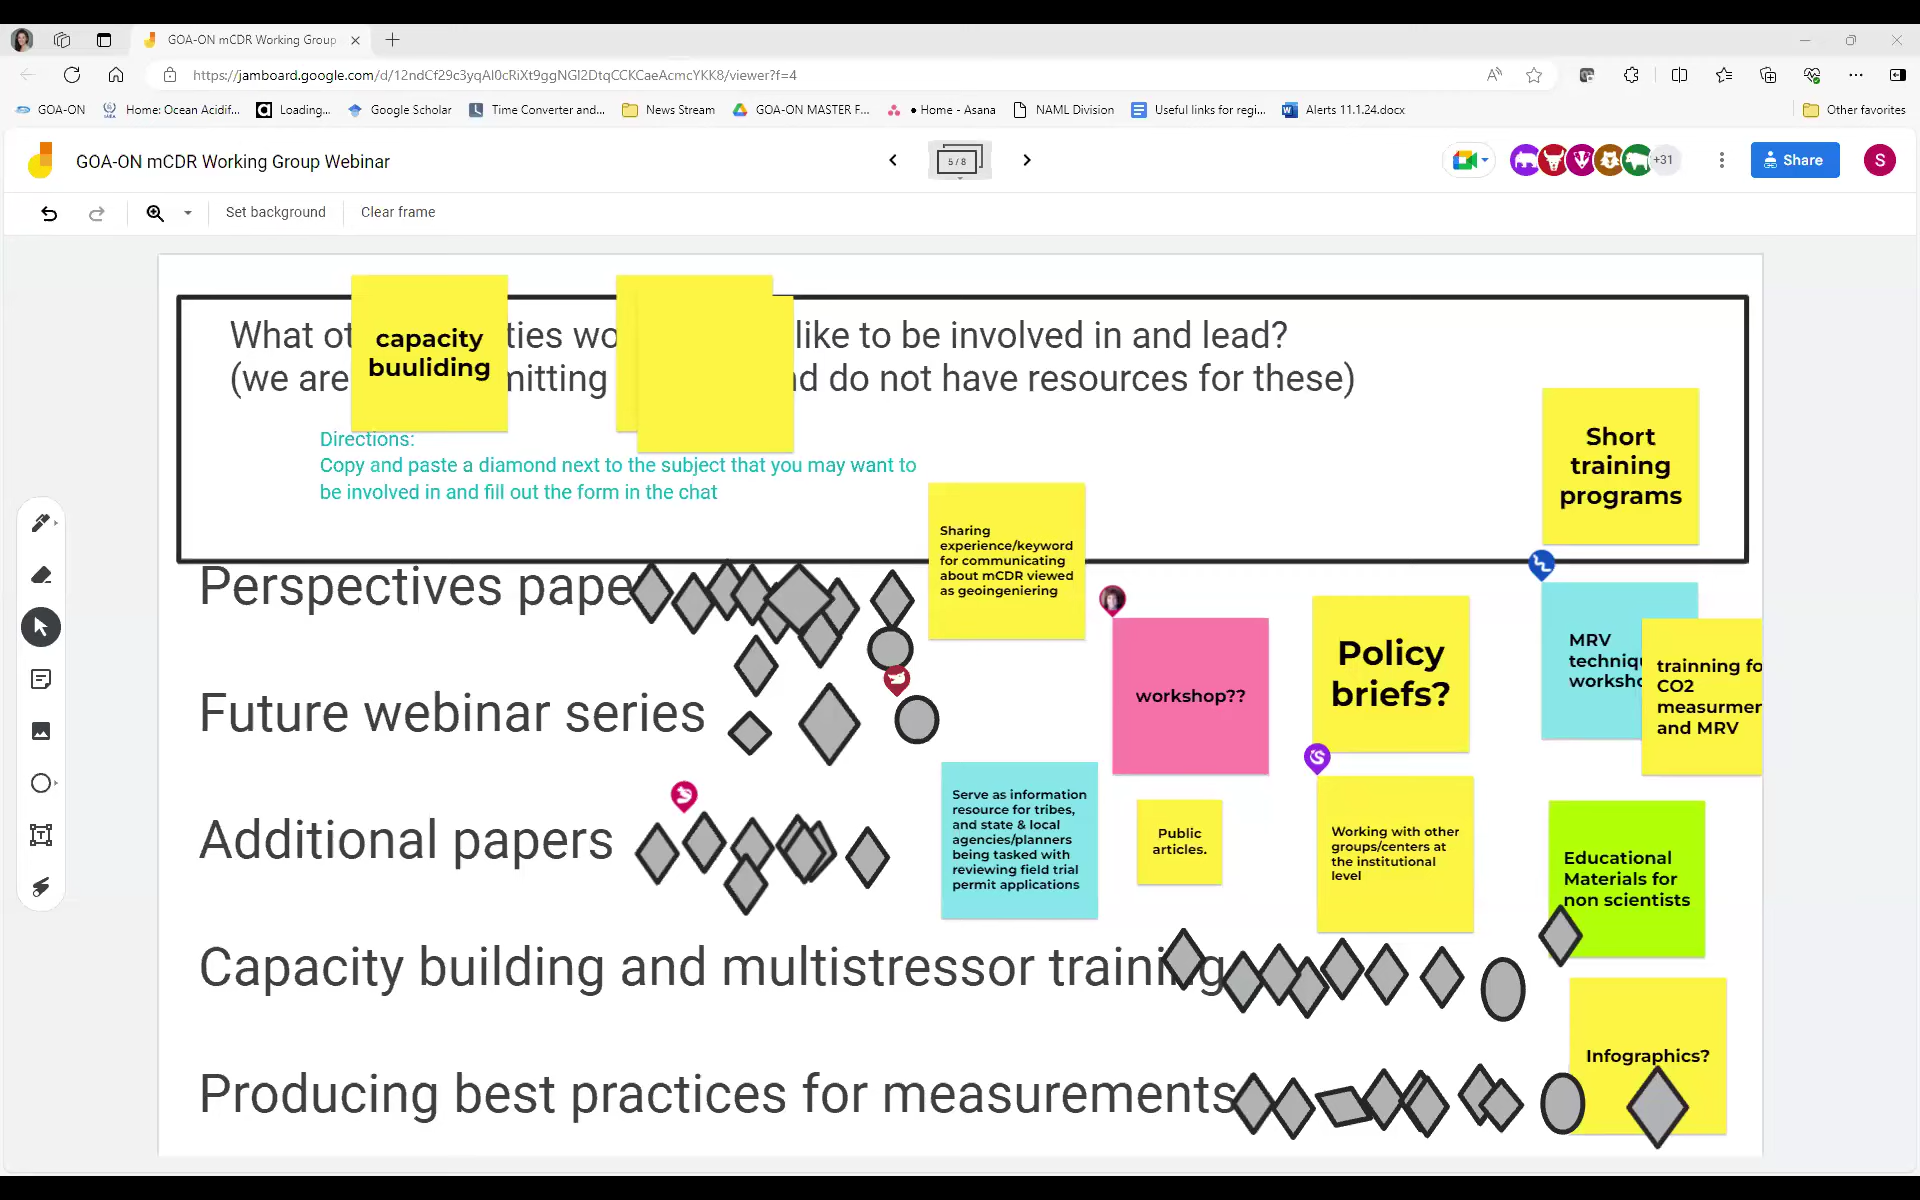 GOA-ON mCDR Working Group
https://jamboard.google.com/d/12ndCf29c3yqAI0cRiXt9ggNGI2DtqCCKCaeAcmcYKK8/viewer?f=4
GOA-ON
Home: Ocean Acidif...
Loading...
Google Scholar
Time Converter and...
News Stream
GOA-ON MASTER F...
• Home - Asana
NAML Division
Useful links for regi...
Alerts 11.1.24.docx
Other favorites
GOA-ON mCDR Working Group Webinar
5 / 8
+31
Share
S
Set background
Clear frame
capacity
buuliding
What ot ties wo like to be involved in and lead?
(we are mitting nd do not have resources for these)
Directions:
Copy and paste a diamond next to the subject that you may want to
be involved in and fill out the form in the chat
Short
training
programs
Sharing
experience/keyword
for communicating
about mCDR viewed
as geoingeniering
Perspectives pape
workshop??
Policy
briefs?
MRV
techniqu
worksho
trainning fo
CO2
measurmer
and MRV
Future webinar series
Serve as information
resource for tribes,
and state & local
agencies/planners
being tasked with
reviewing field trial
permit applications
Public
articles.
Working with other
groups/centers at
the institutional
level
Educational
Materials for
non scientists
Additional papers
Capacity building and multistressor training
Infographics?
Producing best practices for measurements